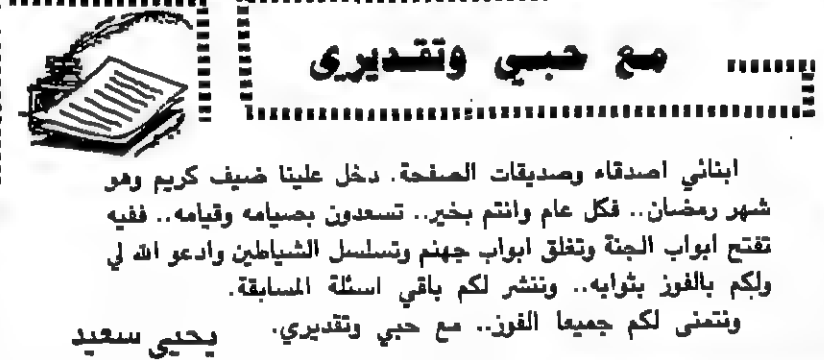 مع حبي وتقديرى
ابنائي اصدقاء وصديقات الصفحة. دخل علينا ضيف كريم وهو
شهر رمضان.. فكل عام وانتم بخير.. تسعدون بصيامه وقيامه.. ففيه
تفتح ابواب الجنة وتغلق ابواب جهنم وتسلسل الشياطين وادعو الله لي
ولكم بالفوز بثوابه.. وننشر لكم باقي اسئلة المسابقة.
ونتمنى لكم جميعا الفوز.. مع حبي وتقديري.
يحيى سعيد